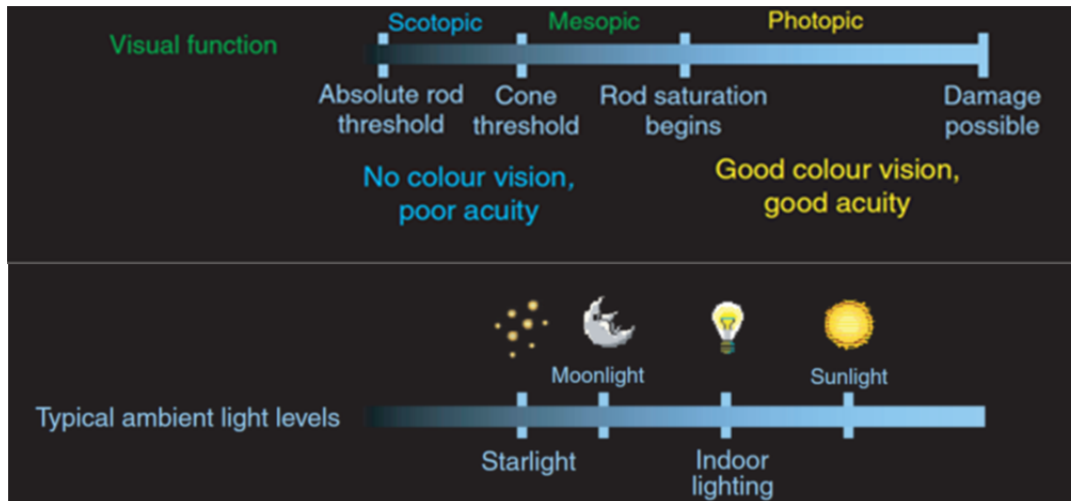 Scotopic Mesopic Photopic
Visual function
Absolute rod Cone Rod saturation Damage
threshold threshold begins possible
No colour vision, Good colour vision,
poor acuity good acuity
Moonlight Sunlight
Typical ambient light levels
Starlight Indoor
lighting